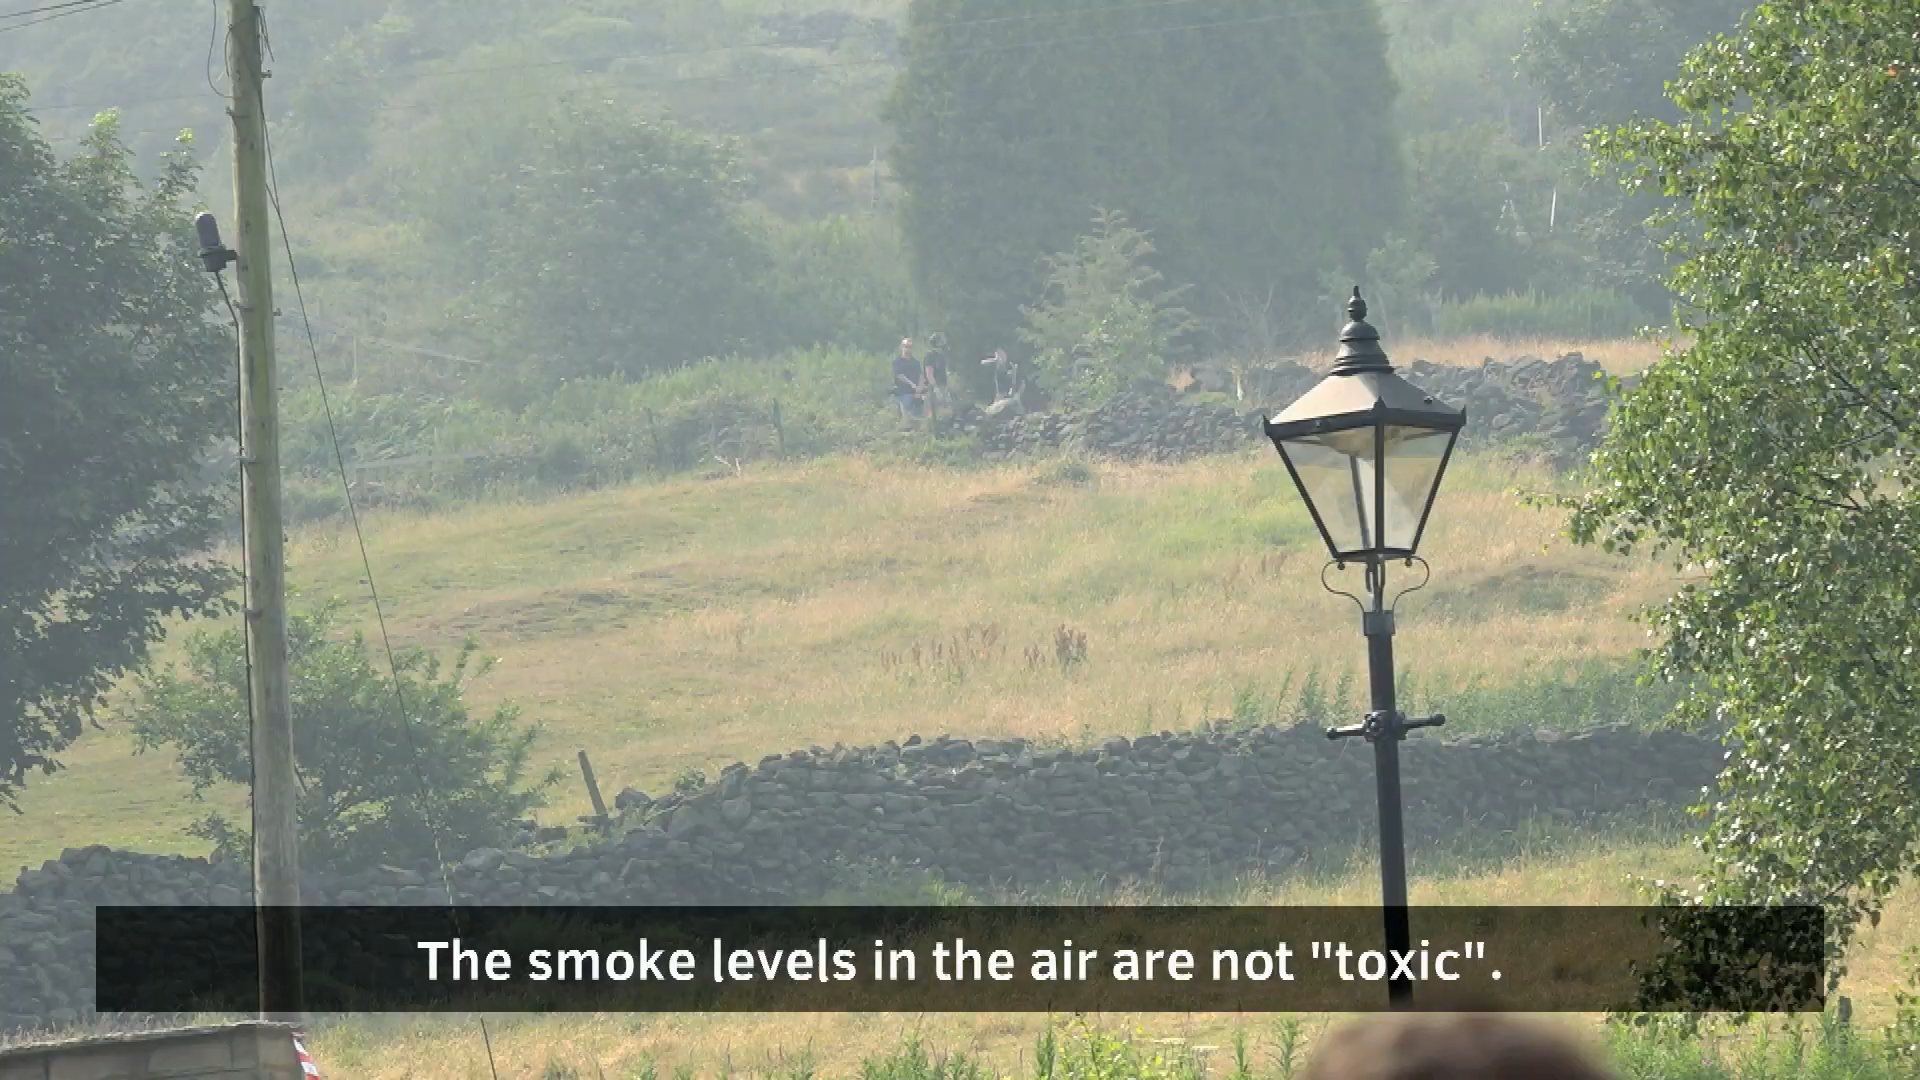 The smoke levels in the air are not "toxic".